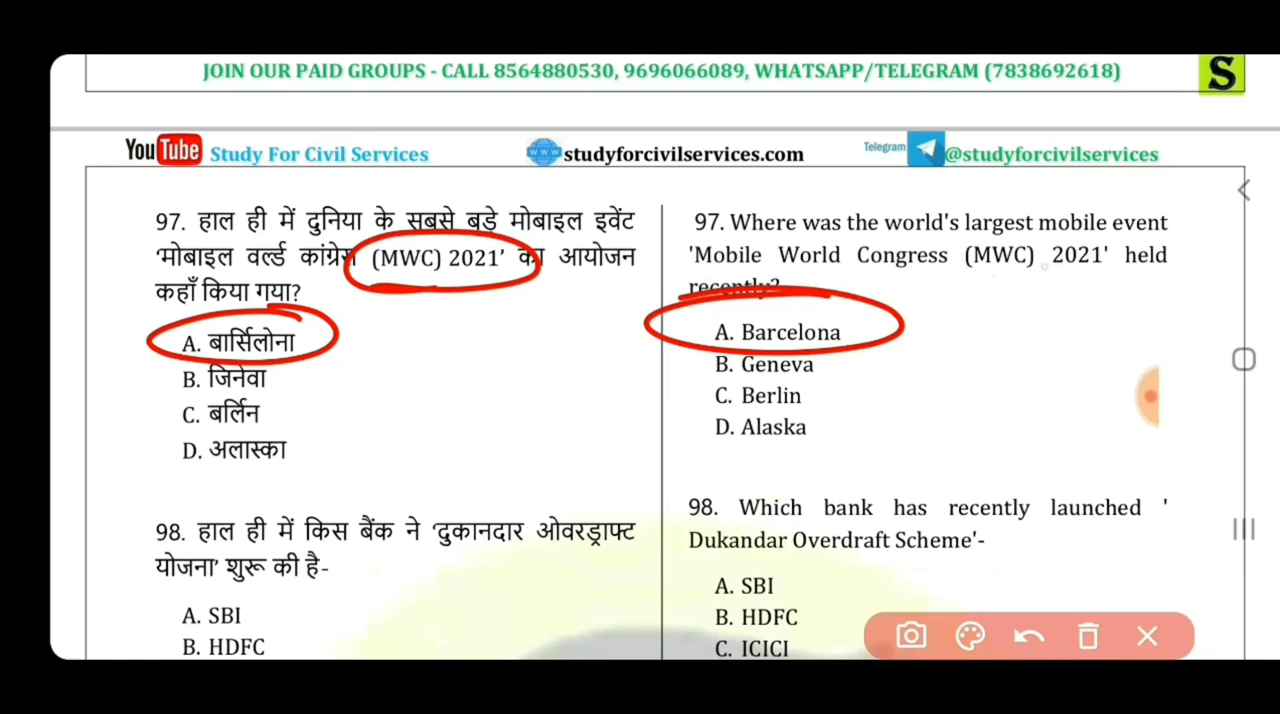 JOIN OUR PAID GROUPS - CALL 8564880530, 9696066089, WHATSAPP/TELEGRAM (7838692618)
S
YouTube Study For Civil Services
www studyforcivilservices.com
Telegram @studyforcivilservices
97. हाल ही में दुनिया के सबसे बड़े मोबाइल इवेंट
‘मोबाइल वर्ल्ड कांग्रेस (MWC) 2021’ का आयोजन
कहाँ किया गया?
A. बार्सिलोना
B. जिनेवा
C. बर्लिन
D. अलास्का
98. हाल ही में किस बैंक ने ‘दुकानदार ओवरड्राफ्ट
योजना’ शुरू की है-
A. SBI
B. HDFC
97. Where was the world's largest mobile event
'Mobile World Congress (MWC) 2021' held
recently?
A. Barcelona
B. Geneva
C. Berlin
D. Alaska
98. Which bank has recently launched '
Dukandar Overdraft Scheme'-
A. SBI
B. HDFC
C. ICICI